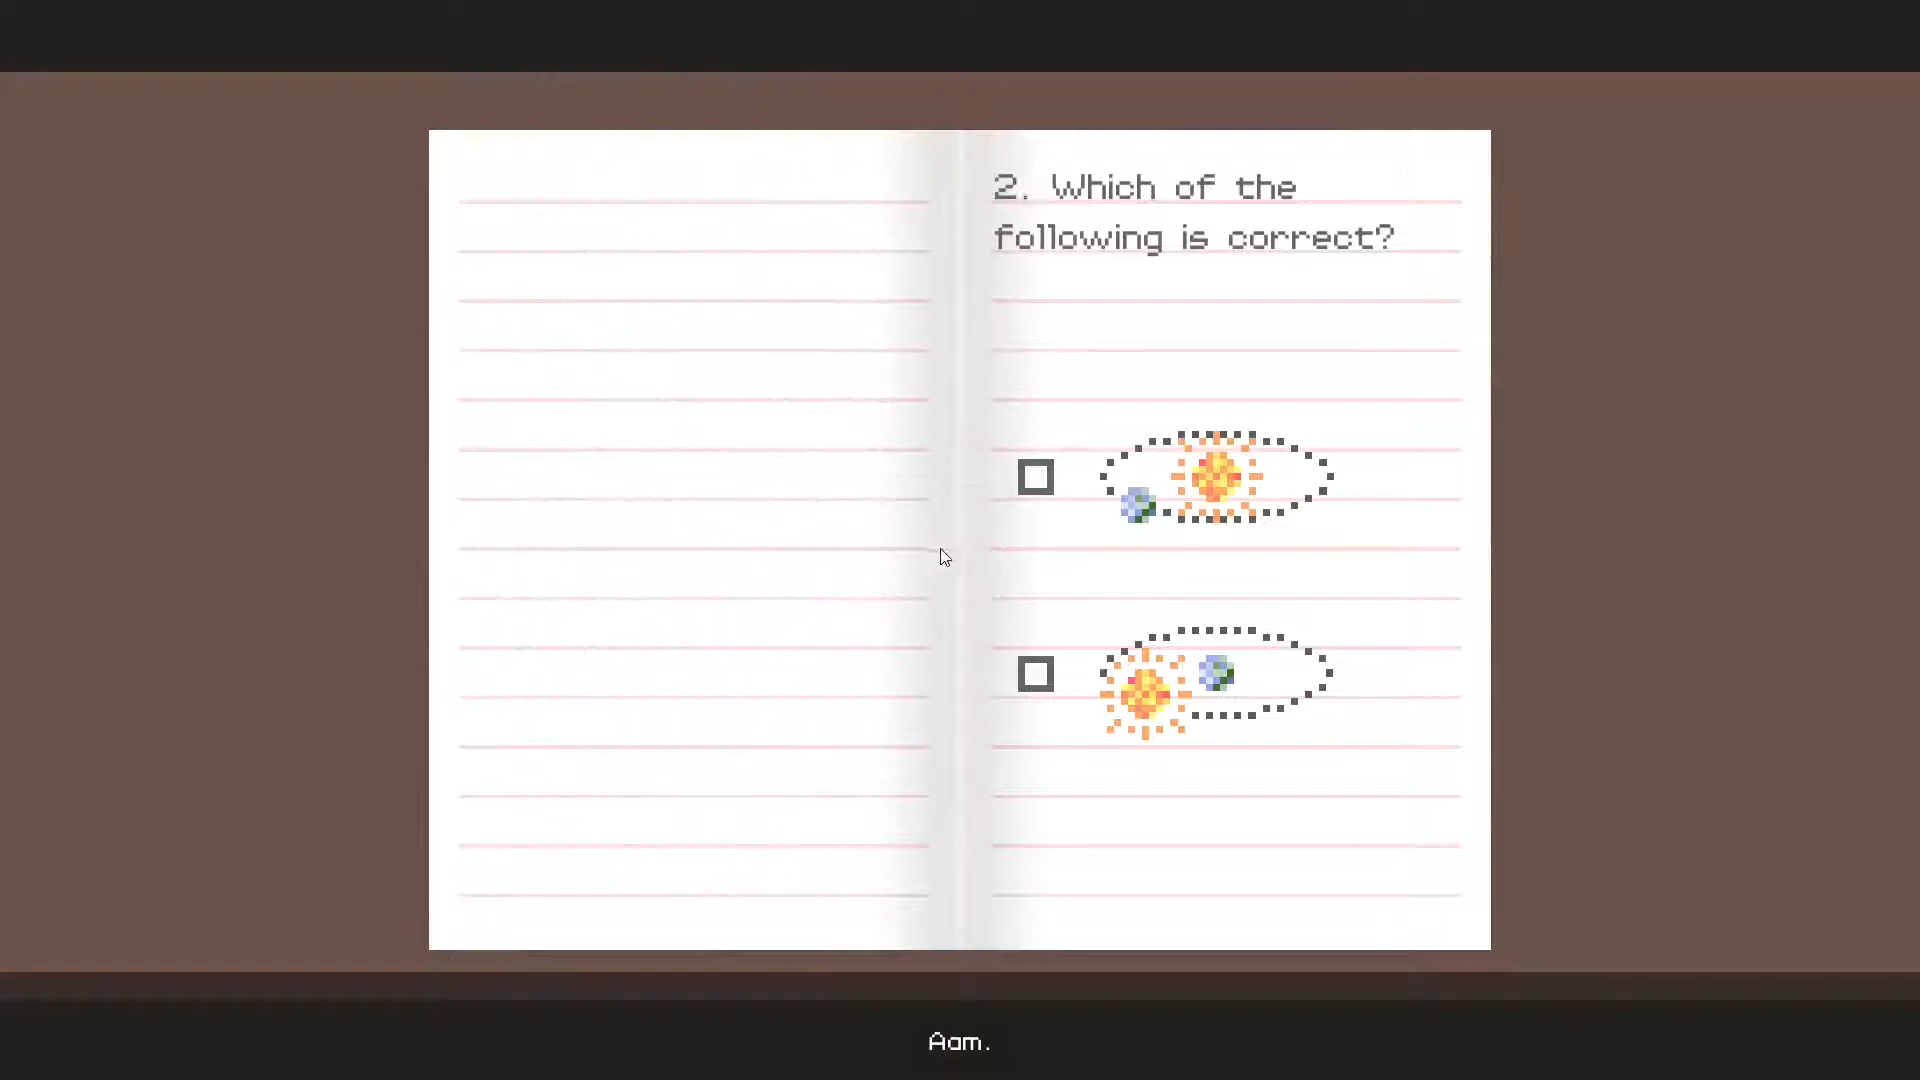 2. Which of the
following is correct?
Aam.